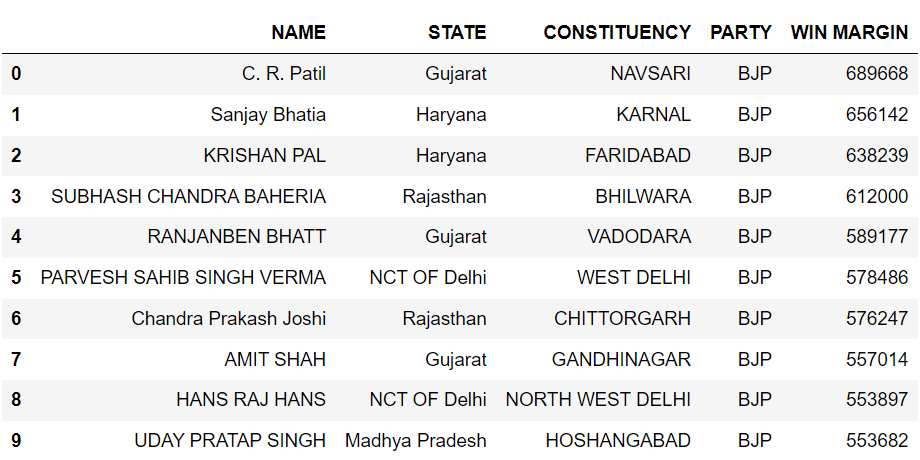 NAME STATE CONSTITUENCY PARTY WIN MARGIN
0 C. R. Patil Gujarat NAVSARI BJP 689668
1 Sanjay Bhatia Haryana KARNAL BJP 656142
2 KRISHAN PAL Haryana FARIDABAD BJP 638239
3 SUBHASH CHANDRA BAHERIA Rajasthan BHILWARA BJP 612000
4 RANJANBEN BHATT Gujarat VADODARA BJP 589177
5 PARVESH SAHIB SINGH VERMA NCT OF Delhi WEST DELHI BJP 578486
6 Chandra Prakash Joshi Rajasthan CHITTORGARH BJP 576247
7 AMIT SHAH Gujarat GANDHINAGAR BJP 557014
8 HANS RAJ HANS NCT OF Delhi NORTH WEST DELHI BJP 553897
9 UDAY PRATAP SINGH Madhya Pradesh HOSHANGABAD BJP 553682